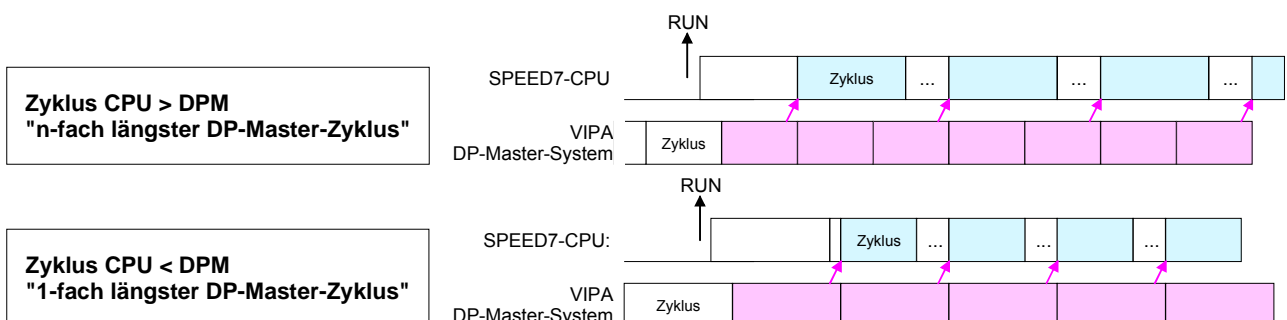 RUN
SPEED7-CPU
Zyklus
...
...
...
Zyklus CPU > DPM
"n-fach längster DP-Master-Zyklus"
VIPA
DP-Master-System
Zyklus
RUN
SPEED7-CPU:
Zyklus
...
...
...
Zyklus CPU < DPM
"1-fach längster DP-Master-Zyklus"
VIPA
DP-Master-System
Zyklus